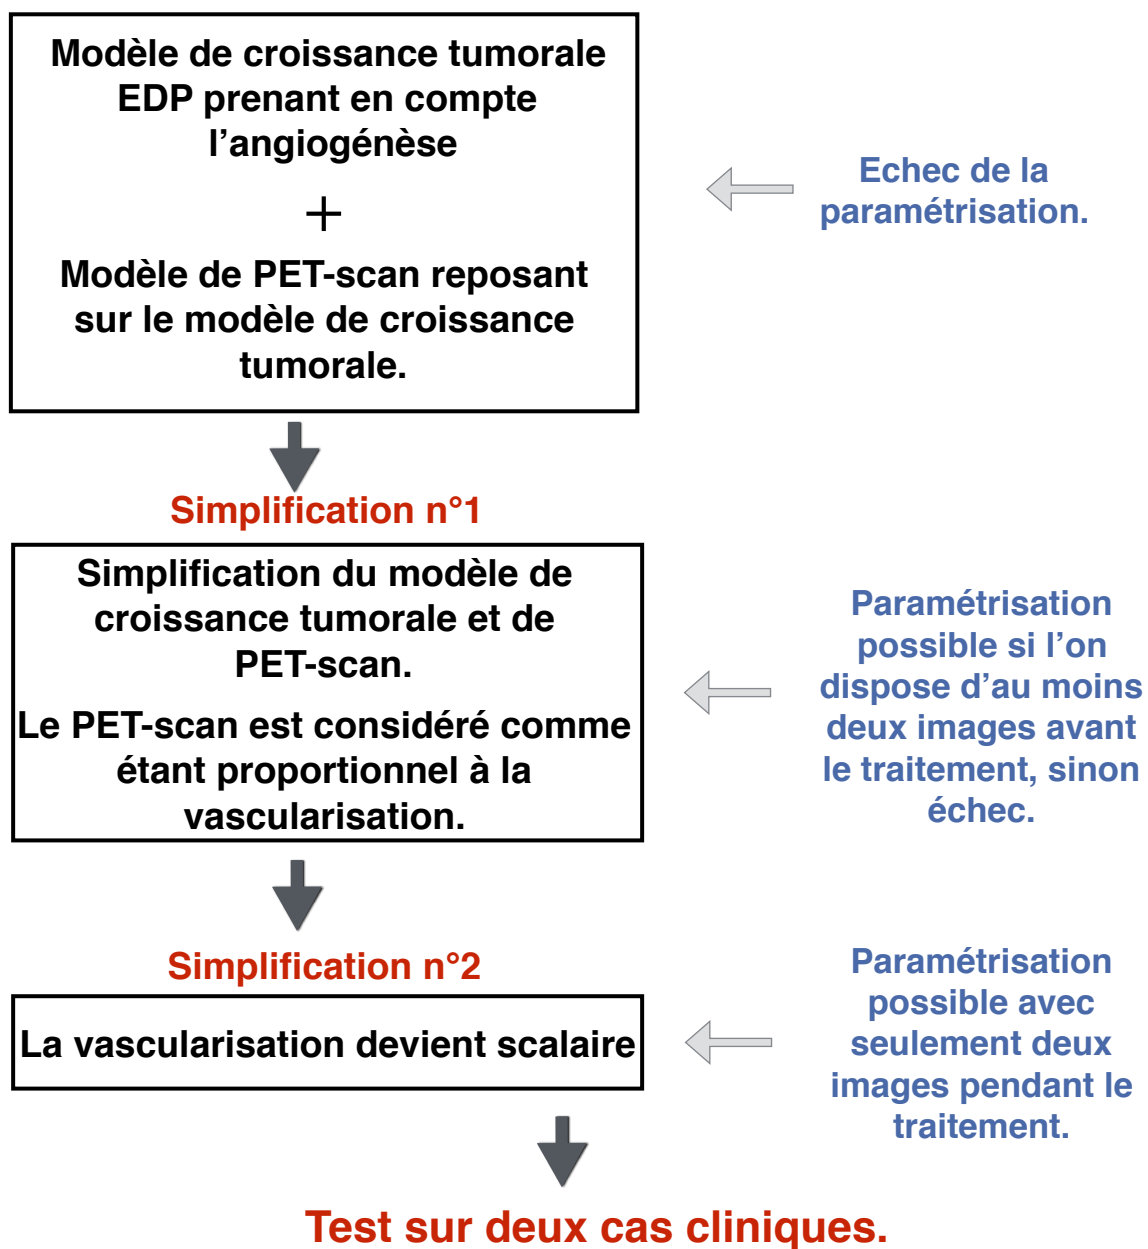 Modèle de croissance tumorale
EDP prenant en compte
l’angiogénèse
+
Modèle de PET-scan reposant
sur le modèle de croissance
tumorale.
Echec de la
paramétrisation.
Simplification n°1
Simplification du modèle de
croissance tumorale et de
PET-scan.
Le PET-scan est considéré comme
étant proportionnel à la
vascularisation.
Paramétrisation
possible si l’on
dispose d’au moins
deux images avant
le traitement, sinon
échec.
Simplification n°2
La vascularisation devient scalaire
Paramétrisation
possible avec
seulement deux
images pendant le
traitement.
Test sur deux cas cliniques.